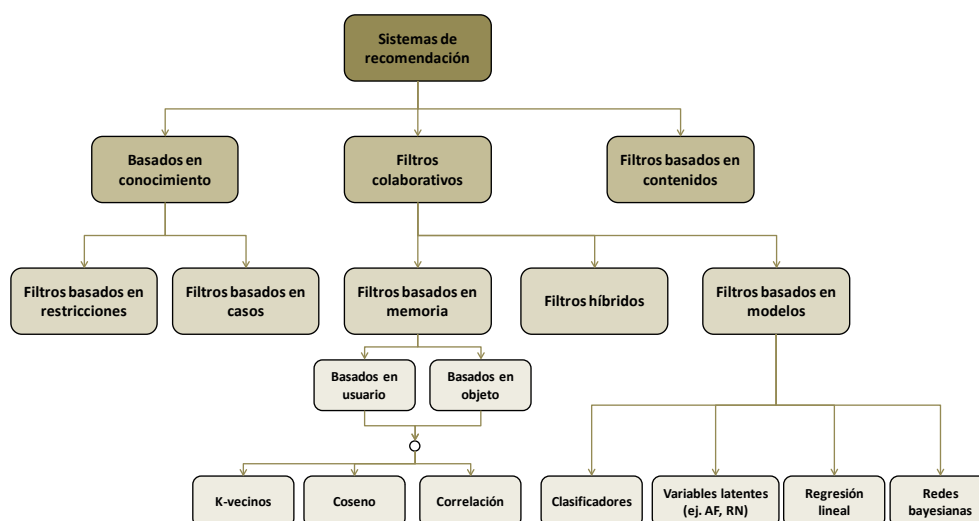 Sistemas de
recomendación
Basados en
conocimiento
Filtros
colaborativos
Filtros basados en
contenidos
Filtros basados en
restricciones
Filtros basados en
casos
Filtros basados en
memoria
Filtros híbridos
Filtros basados en
modelos
Basados en
usuario
Basados en
objeto
K-vecinos
Coseno
Correlación
Clasificadores
Variables latentes
(ej. AF, RN)
Regresión
lineal
Redes
bayesianas